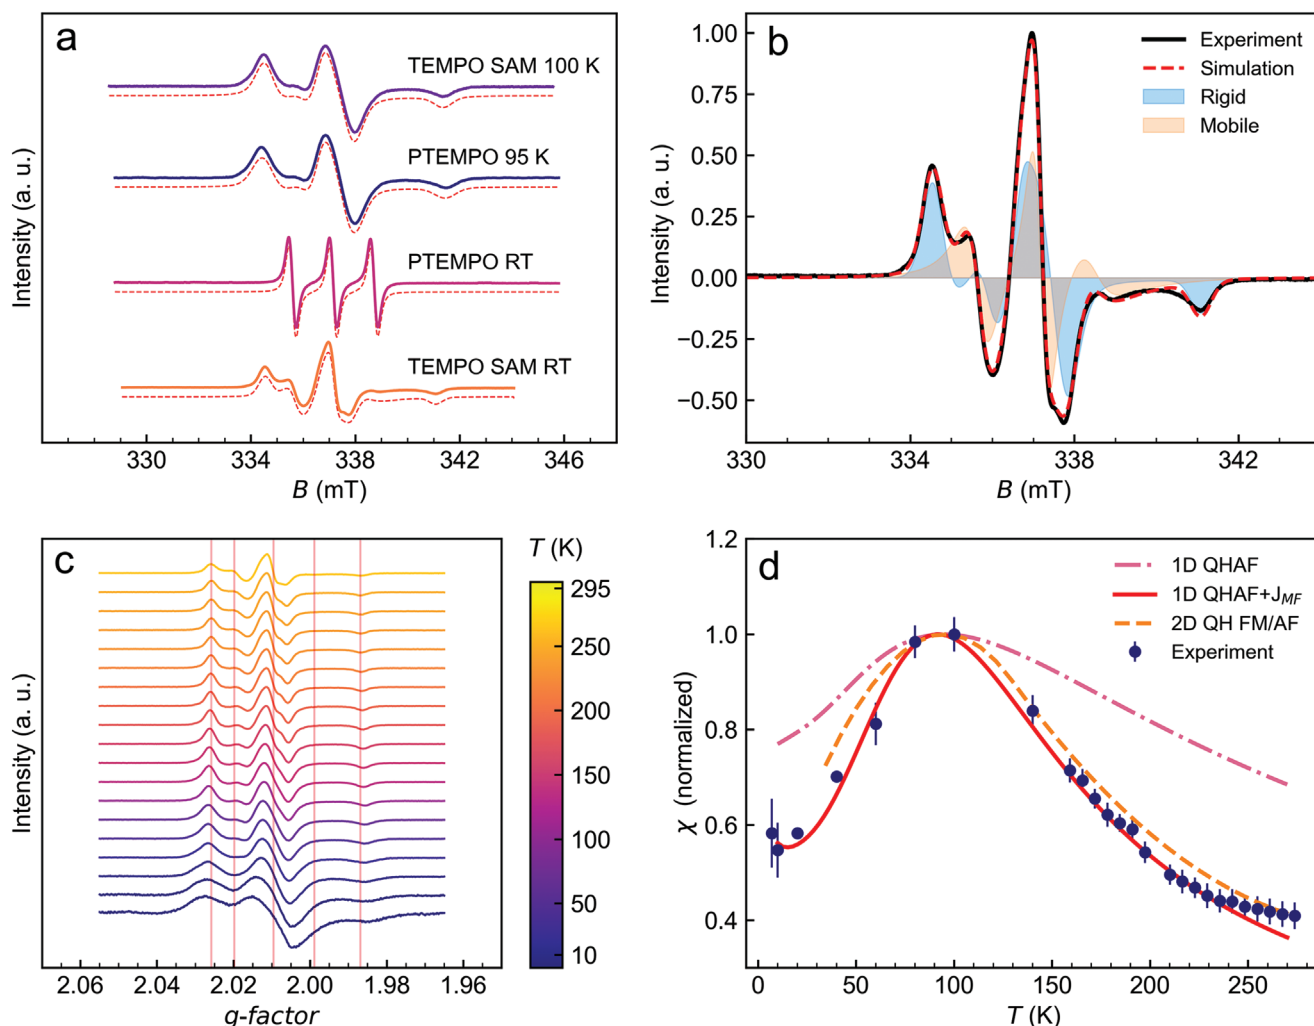 a
TEMPO SAM 100 K
PTEMPO 95 K
PTEMPO RT
TEMPO SAM RT
Intensity (a. u.)
330 334 338 342 346
B (mT)
b
Experiment
Simulation
Rigid
Mobile
Intensity (a. u.)
1.00
0.75
0.50
0.25
0.00
−0.25
−0.50
330 334 338 342
B (mT)
c
T (K)
295
250
200
150
100
50
10
Intensity (a. u.)
2.06 2.04 2.02 2.00 1.98 1.96
g-factor
d
1D QHAF
1D QHAF+J_MF
2D QH FM/AF
Experiment
χ (normalized)
1.2
1.0
0.8
0.6
0.4
0 50 100 150 200 250
T (K)